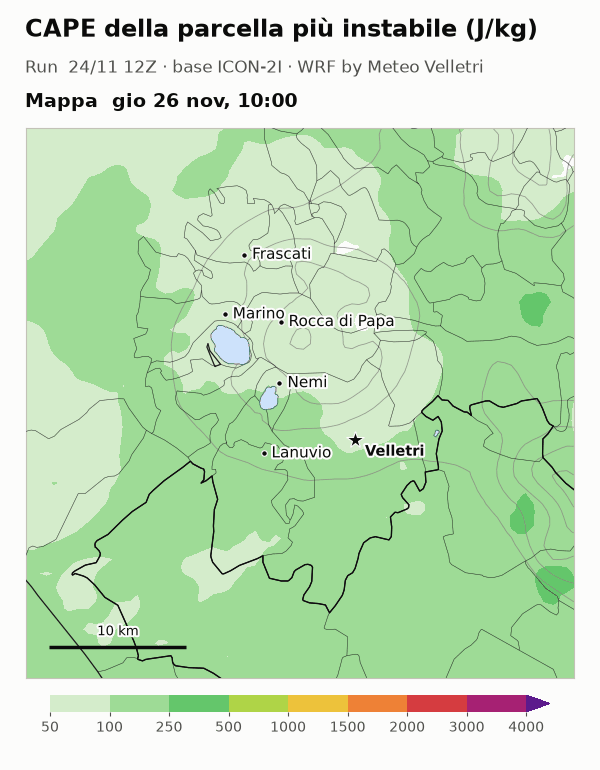 CAPE della parcella più instabile (J/kg)
Run  24/11 12Z · base ICON-2I · WRF by Meteo Velletri
Mappa  gio 26 nov, 10:00
Frascati
Marino
Rocca di Papa
Nemi
Velletri
Lanuvio
10 km
50 100 250 500 1000 1500 2000 3000 4000